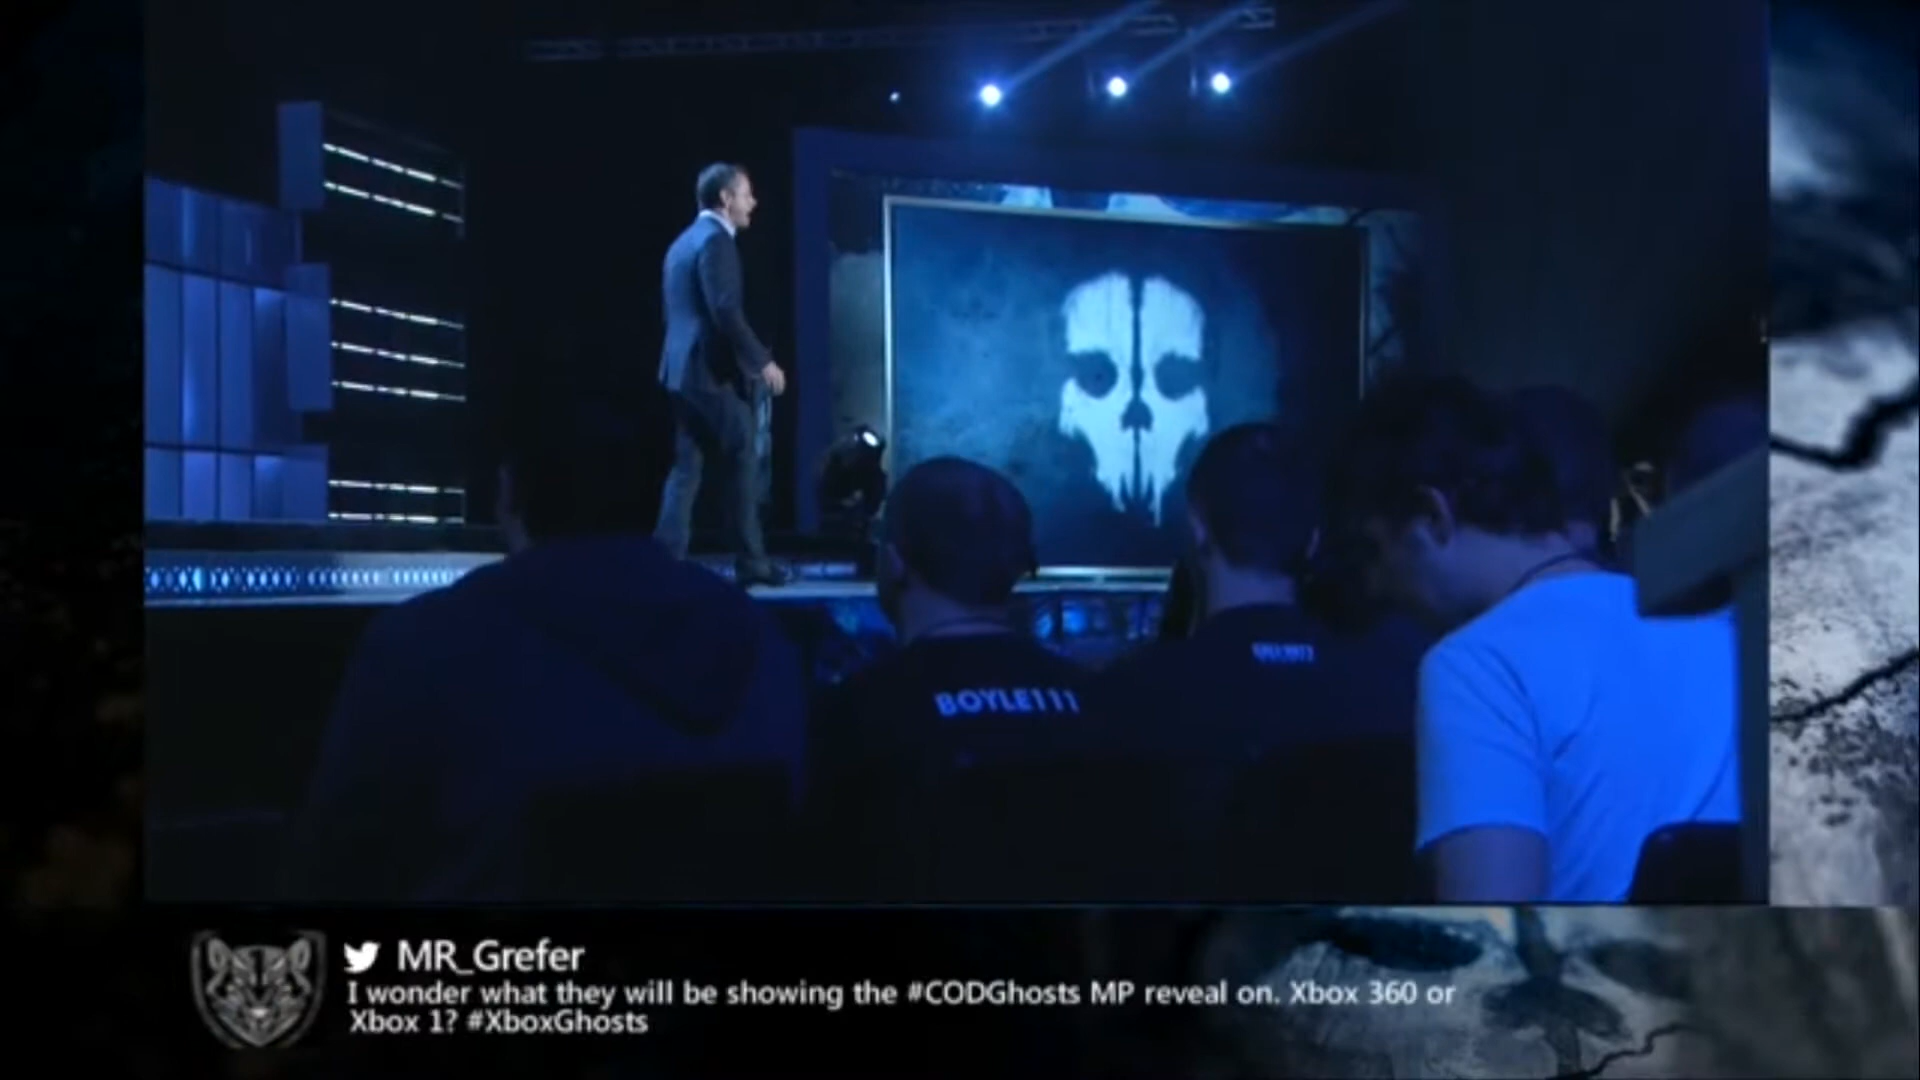 BOYLE111
MR_Grefer
I wonder what they will be showing the #CODGhosts MP reveal on. Xbox 360 or
Xbox 1? #XboxGhosts